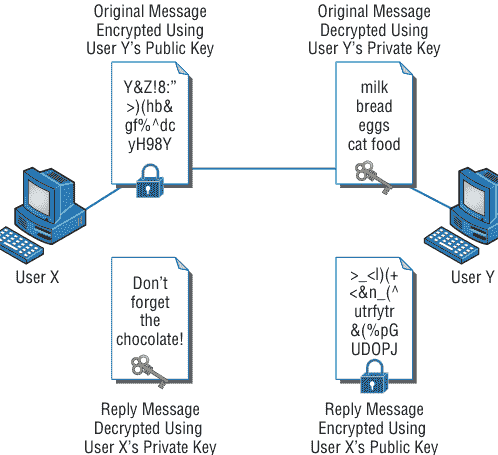 Original Message
Encrypted Using
User Y's Public Key
Original Message
Decrypted Using
User Y's Private Key
Y&Z!8:”
>)(hb&
gf%^dc
yH98Y
milk
bread
eggs
cat food
User X
User Y
Don't
forget
the
chocolate!
>_<l)(+
<&n_(^
utrfytr
&(%pG
UDOPJ
Reply Message
Decrypted Using
User X's Private Key
Reply Message
Encrypted Using
User X's Public Key